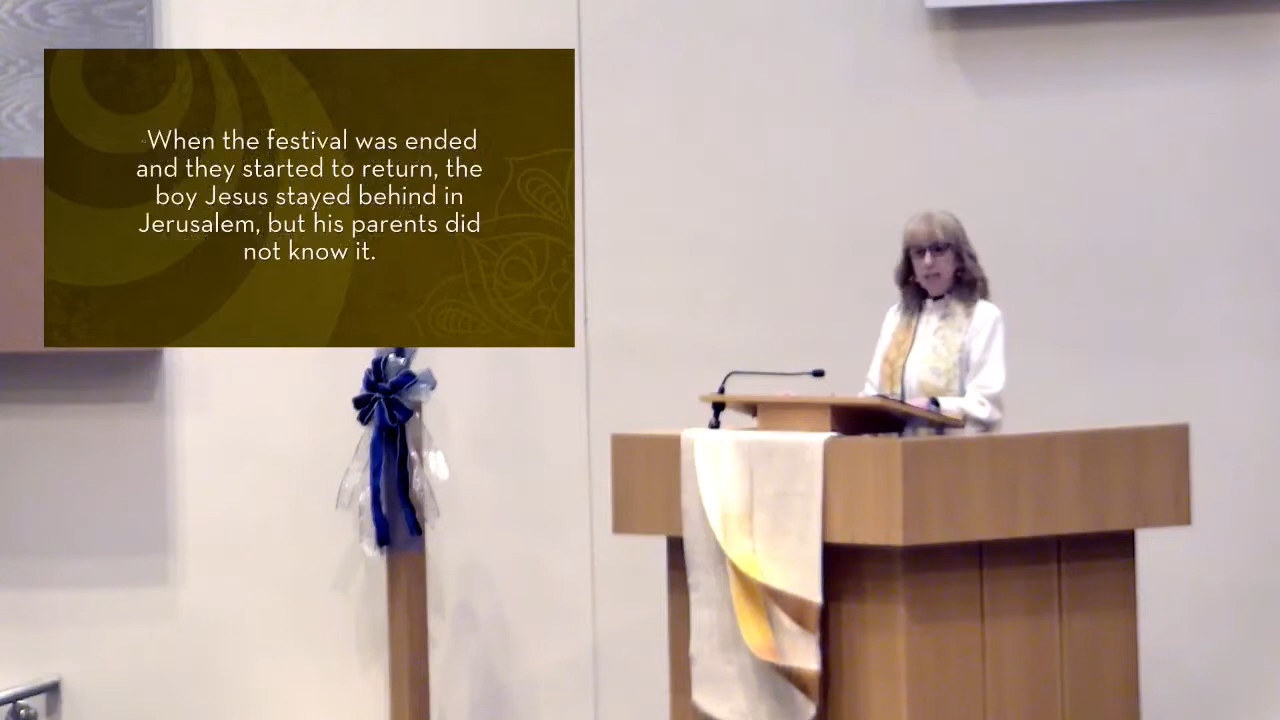 When the festival was ended
and they started to return, the
boy Jesus stayed behind in
Jerusalem, but his parents did
not know it.